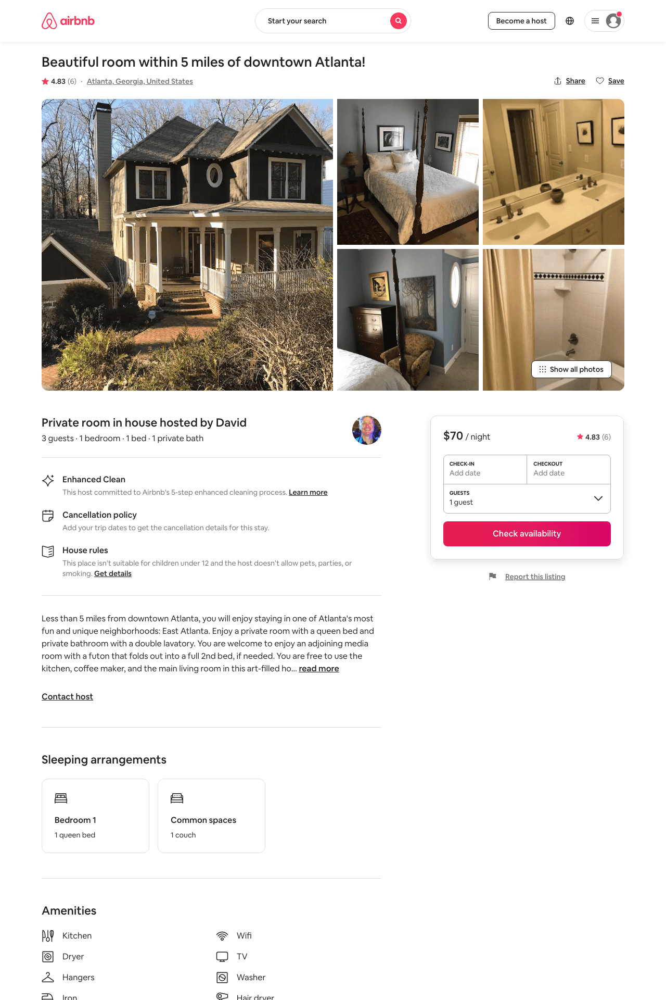 airbnb
Start your search
Become a host
Beautiful room within 5 miles of downtown Atlanta!
4.83 (6) · Atlanta, Georgia, United States
Share
Save
Show all photos
Private room in house hosted by David
3 guests · 1 bedroom · 1 bed · 1 private bath
Enhanced Clean
This host committed to Airbnb's 5-step enhanced cleaning process. Learn more
Cancellation policy
Add your trip dates to get the cancellation details for this stay.
House rules
This place isn’t suitable for children under 12 and the host doesn’t allow pets, parties, or
smoking. Get details
$70 / night
4.83 (6)
CHECK-IN
Add date
CHECKOUT
Add date
GUESTS
1 guest
Check availability
Report this listing
Less than 5 miles from downtown Atlanta, you will enjoy staying in one of Atlanta's most
fun and unique neighborhoods: East Atlanta. Enjoy a private room with a queen bed and
private bathroom with a double lavatory. You are welcome to enjoy an adjoining media
room with a futon that folds out into a full 2nd bed, if needed. You are free to use the
kitchen, coffee maker, and the main living room in this art-filled ho... read more
Contact host
Sleeping arrangements
Bedroom 1
1 queen bed
Common spaces
1 couch
Amenities
Kitchen
Wifi
Dryer
TV
Hangers
Washer
Iron
Hair dryer